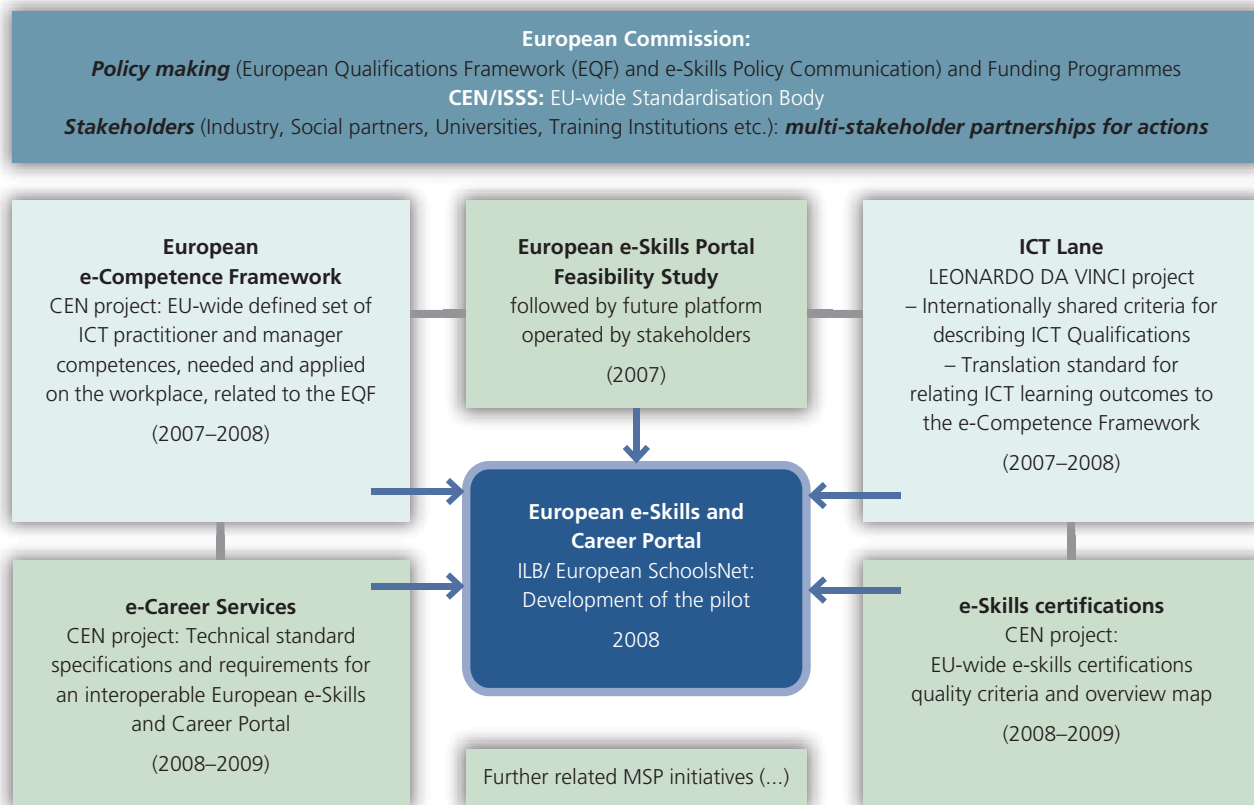 European Commission:
Policy making (European Qualifications Framework (EQF) and e-Skills Policy Communication) and Funding Programmes
CEN/ISSS: EU-wide Standardisation Body
Stakeholders (Industry, Social partners, Universities, Training Institutions etc.): multi-stakeholder partnerships for actions
European
e-Competence Framework
CEN project: EU-wide defined set of
ICT practitioner and manager
competences, needed and applied
on the workplace, related to the EQF
(2007–2008)
European e-Skills Portal
Feasibility Study
followed by future platform
operated by stakeholders
(2007)
ICT Lane
LEONARDO DA VINCI project
– Internationally shared criteria for
describing ICT Qualifications
– Translation standard for
relating ICT learning outcomes to
the e-Competence Framework
(2007–2008)
European e-Skills and
Career Portal
ILB/ European SchoolsNet:
Development of the pilot
2008
e-Career Services
CEN project: Technical standard
specifications and requirements for
an interoperable European e-Skills
and Career Portal
(2008–2009)
e-Skills certifications
CEN project:
EU-wide e-skills certifications
quality criteria and overview map
(2008–2009)
Further related MSP initiatives (...)